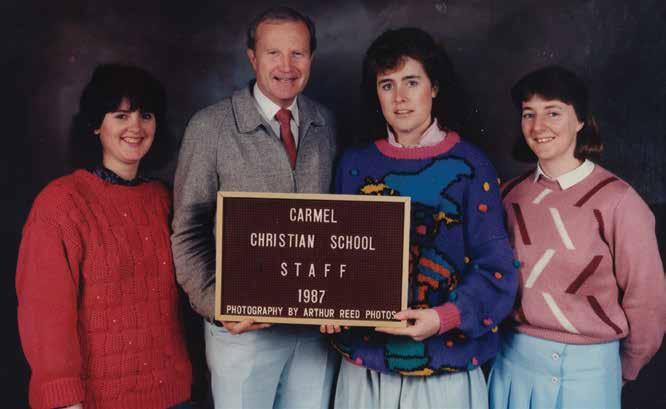 CARMEL
CHRISTIAN SCHOOL
STAFF
1987
PHOTOGRAPHY BY ARTHUR REED PHOTOS